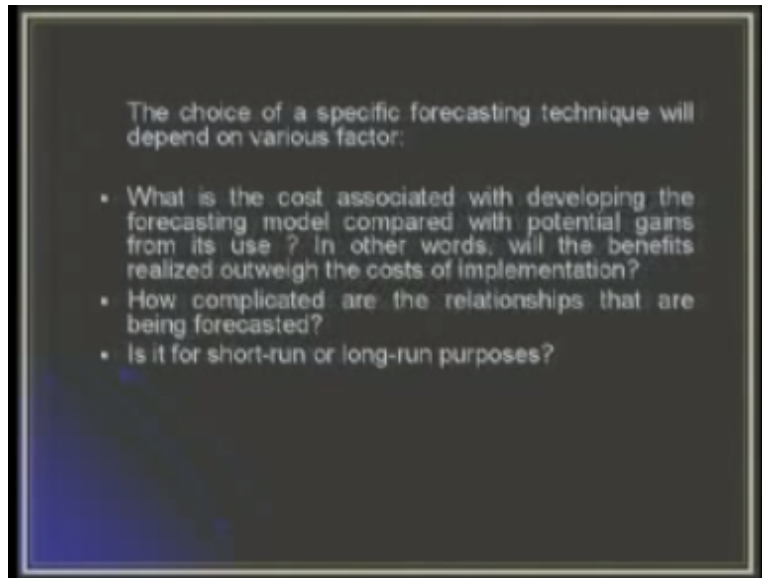 The choice of a specific forecasting technique will
depend on various factor:
• What is the cost associated with developing the
forecasting model compared with potential gains
from its use ? In other words, will the benefits
realized outweigh the costs of implementation?
• How complicated are the relationships that are
being forecasted?
• Is it for short-run or long-run purposes?